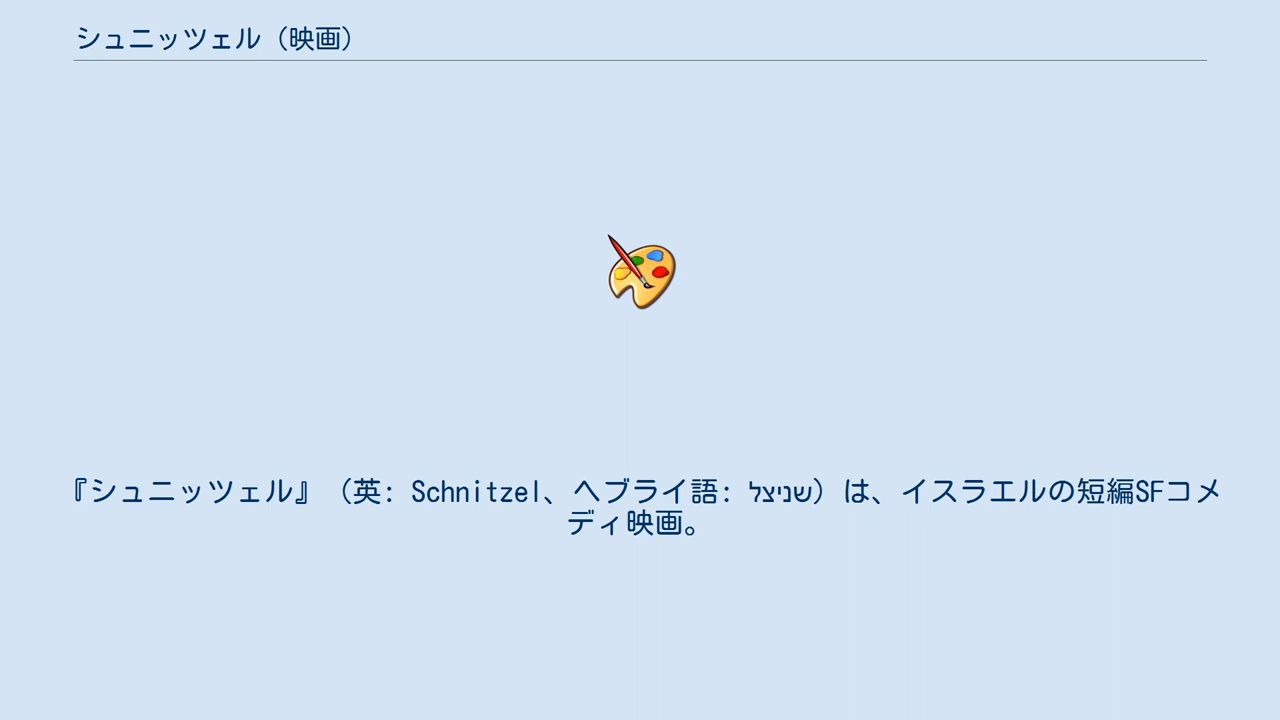 シュニッツェル（映画）
『シュニッツェル』（英: Schnitzel、ヘブライ語: שניצל）は、イスラエルの短編SFコメ
ディ映画。